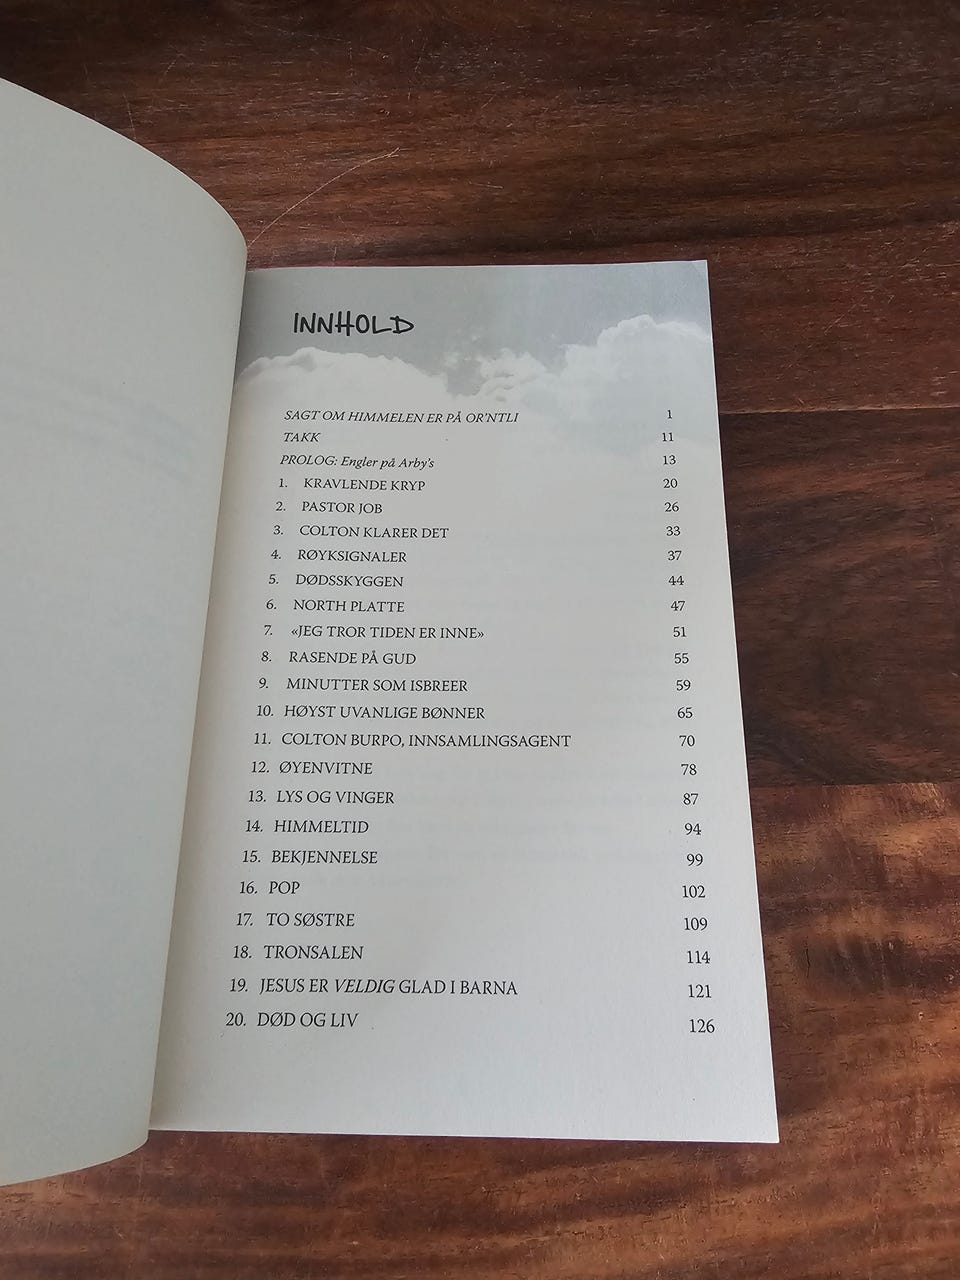 INNHOLD
SAGT OM HIMMELEN ER PÅ OR'NTLI 1
TAKK 11
PROLOG: Engler på Arby's 13
1. KRAVLENDE KRYP 20
2. PASTOR JOB 26
3. COLTON KLARER DET 33
4. RØYKSIGNALER 37
5. DØDSSKYGGEN 44
6. NORTH PLATTE 47
7. «JEG TROR TIDEN ER INNE» 51
8. RASENDE PÅ GUD 55
9. MINUTTER SOM ISBREER 59
10. HØYST UVANLIGE BØNNER 65
11. COLTON BURPO, INNSAMLINGSAGENT 70
12. ØYENVITNE 78
13. LYS OG VINGER 87
14. HIMMELTID 94
15. BEKJENNELSE 99
16. POP 102
17. TO SØSTRE 109
18. TRONSALEN 114
19. JESUS ER VELDIG GLAD I BARNA 121
20. DØD OG LIV 126